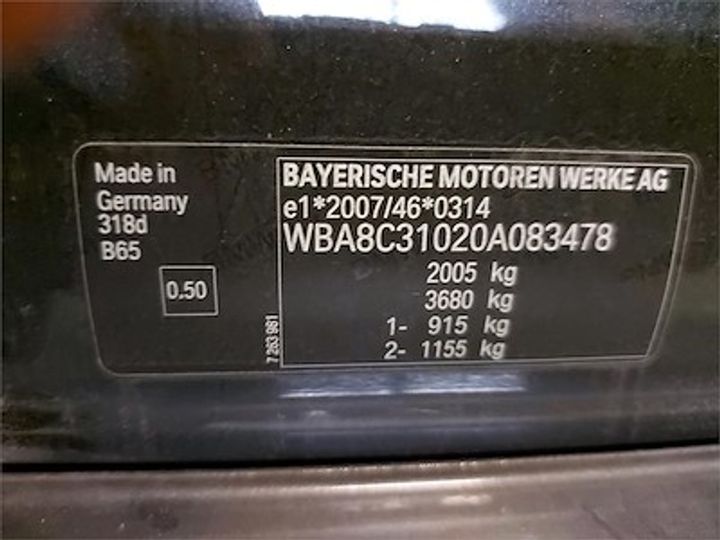 Made in
Germany
318d
B65
0.50
7 263 981
BAYERISCHE MOTOREN WERKE AG
e1*2007/46*0314
WBA8C31020A083478
2005 kg
3680 kg
1- 915 kg
2- 1155 kg